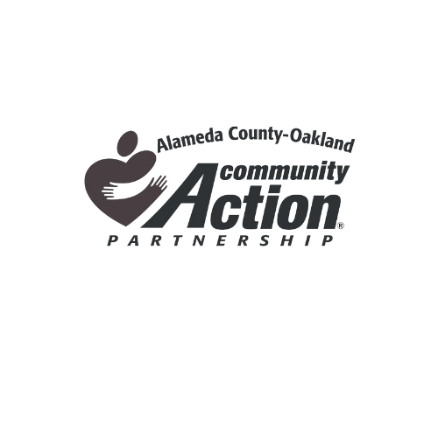 Alameda County-Oakland
community
Action®
PARTNERSHIP